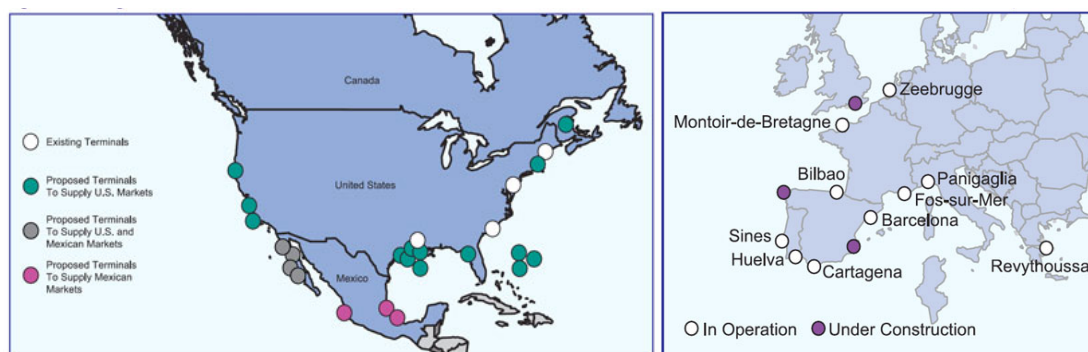 Canada
United States
Mexico
Existing Terminals
Proposed Terminals
To Supply U.S. Markets
Proposed Terminals
To Supply U.S. and
Mexican Markets
Proposed Terminals
To Supply Mexican
Markets
Zeebrugge
Montoir-de-Bretagne
Bilbao
Panigaglia
Fos-sur-Mer
Barcelona
Sines
Huelva
Cartagena
Revythoussa
In Operation
Under Construction